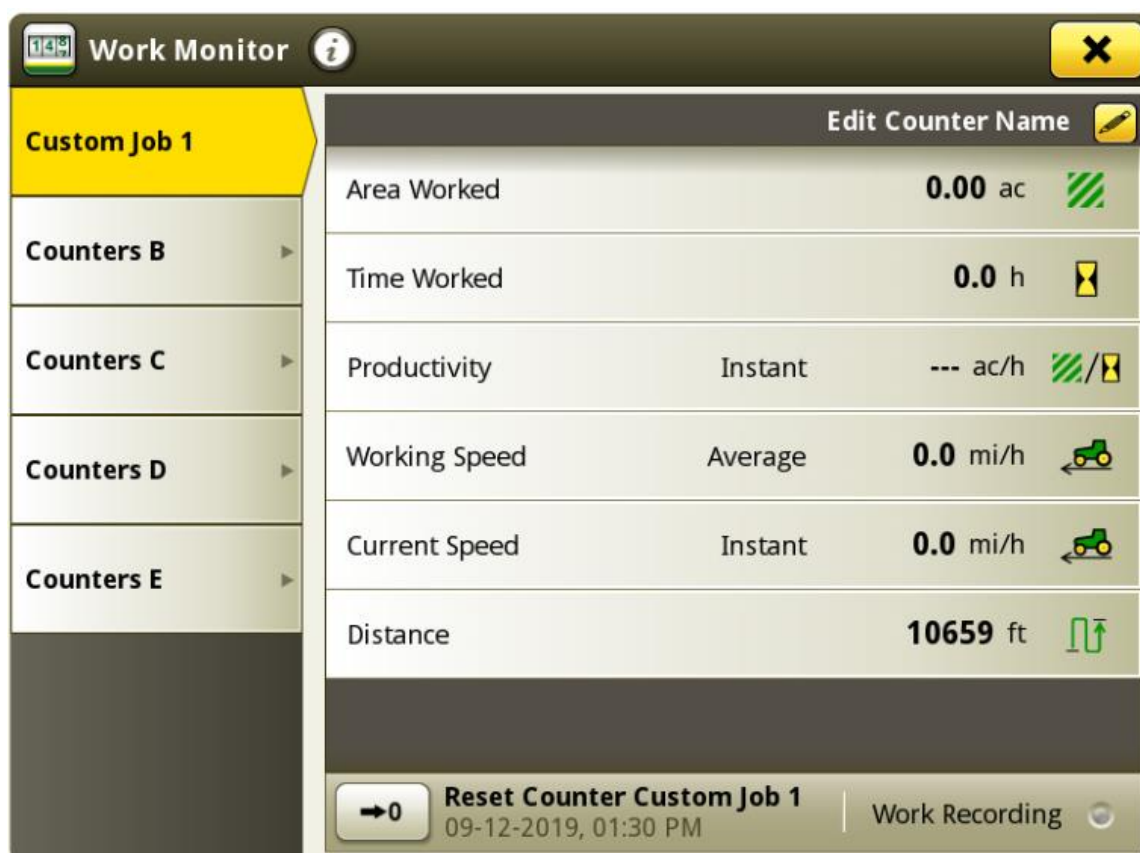 Work Monitor
Custom Job 1
Counters B
Counters C
Counters D
Counters E
Edit Counter Name
Area Worked 0.00 ac
Time Worked 0.0 h
Productivity Instant --- ac/h
Working Speed Average 0.0 mi/h
Current Speed Instant 0.0 mi/h
Distance 10659 ft
→0 Reset Counter Custom Job 1
09-12-2019, 01:30 PM
Work Recording